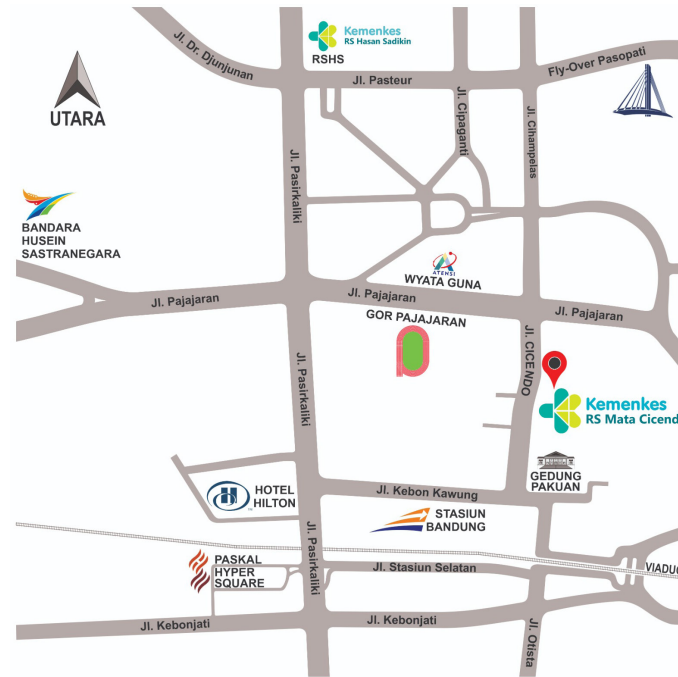 Kemenkes
RS Hasan Sadikin
RSHS
Jl. Dr. Djunjunan
Jl. Pasteur
Fly-Over Pasopati
UTARA
Jl. Cipaganti
Jl. Cihampelas
Jl. Pasirkaliki
BANDARA
HUSEIN
SASTRANEGARA
ATENSI
WYATA GUNA
Jl. Pajajaran
Jl. Pajajaran
Jl. Pajajaran
GOR PAJAJARAN
Jl. CICENDO
Jl. Pasirkaliki
Kemenkes
RS Mata Cicend
GEDUNG
PAKUAN
Jl. Kebon Kawung
HOTEL
HILTON
H
STASIUN
BANDUNG
Jl. Pasirkaliki
PASKAL
HYPER
SQUARE
Jl. Stasiun Selatan
VIADUC
Jl. Kebonjati
Jl. Kebonjati
Jl. Otista